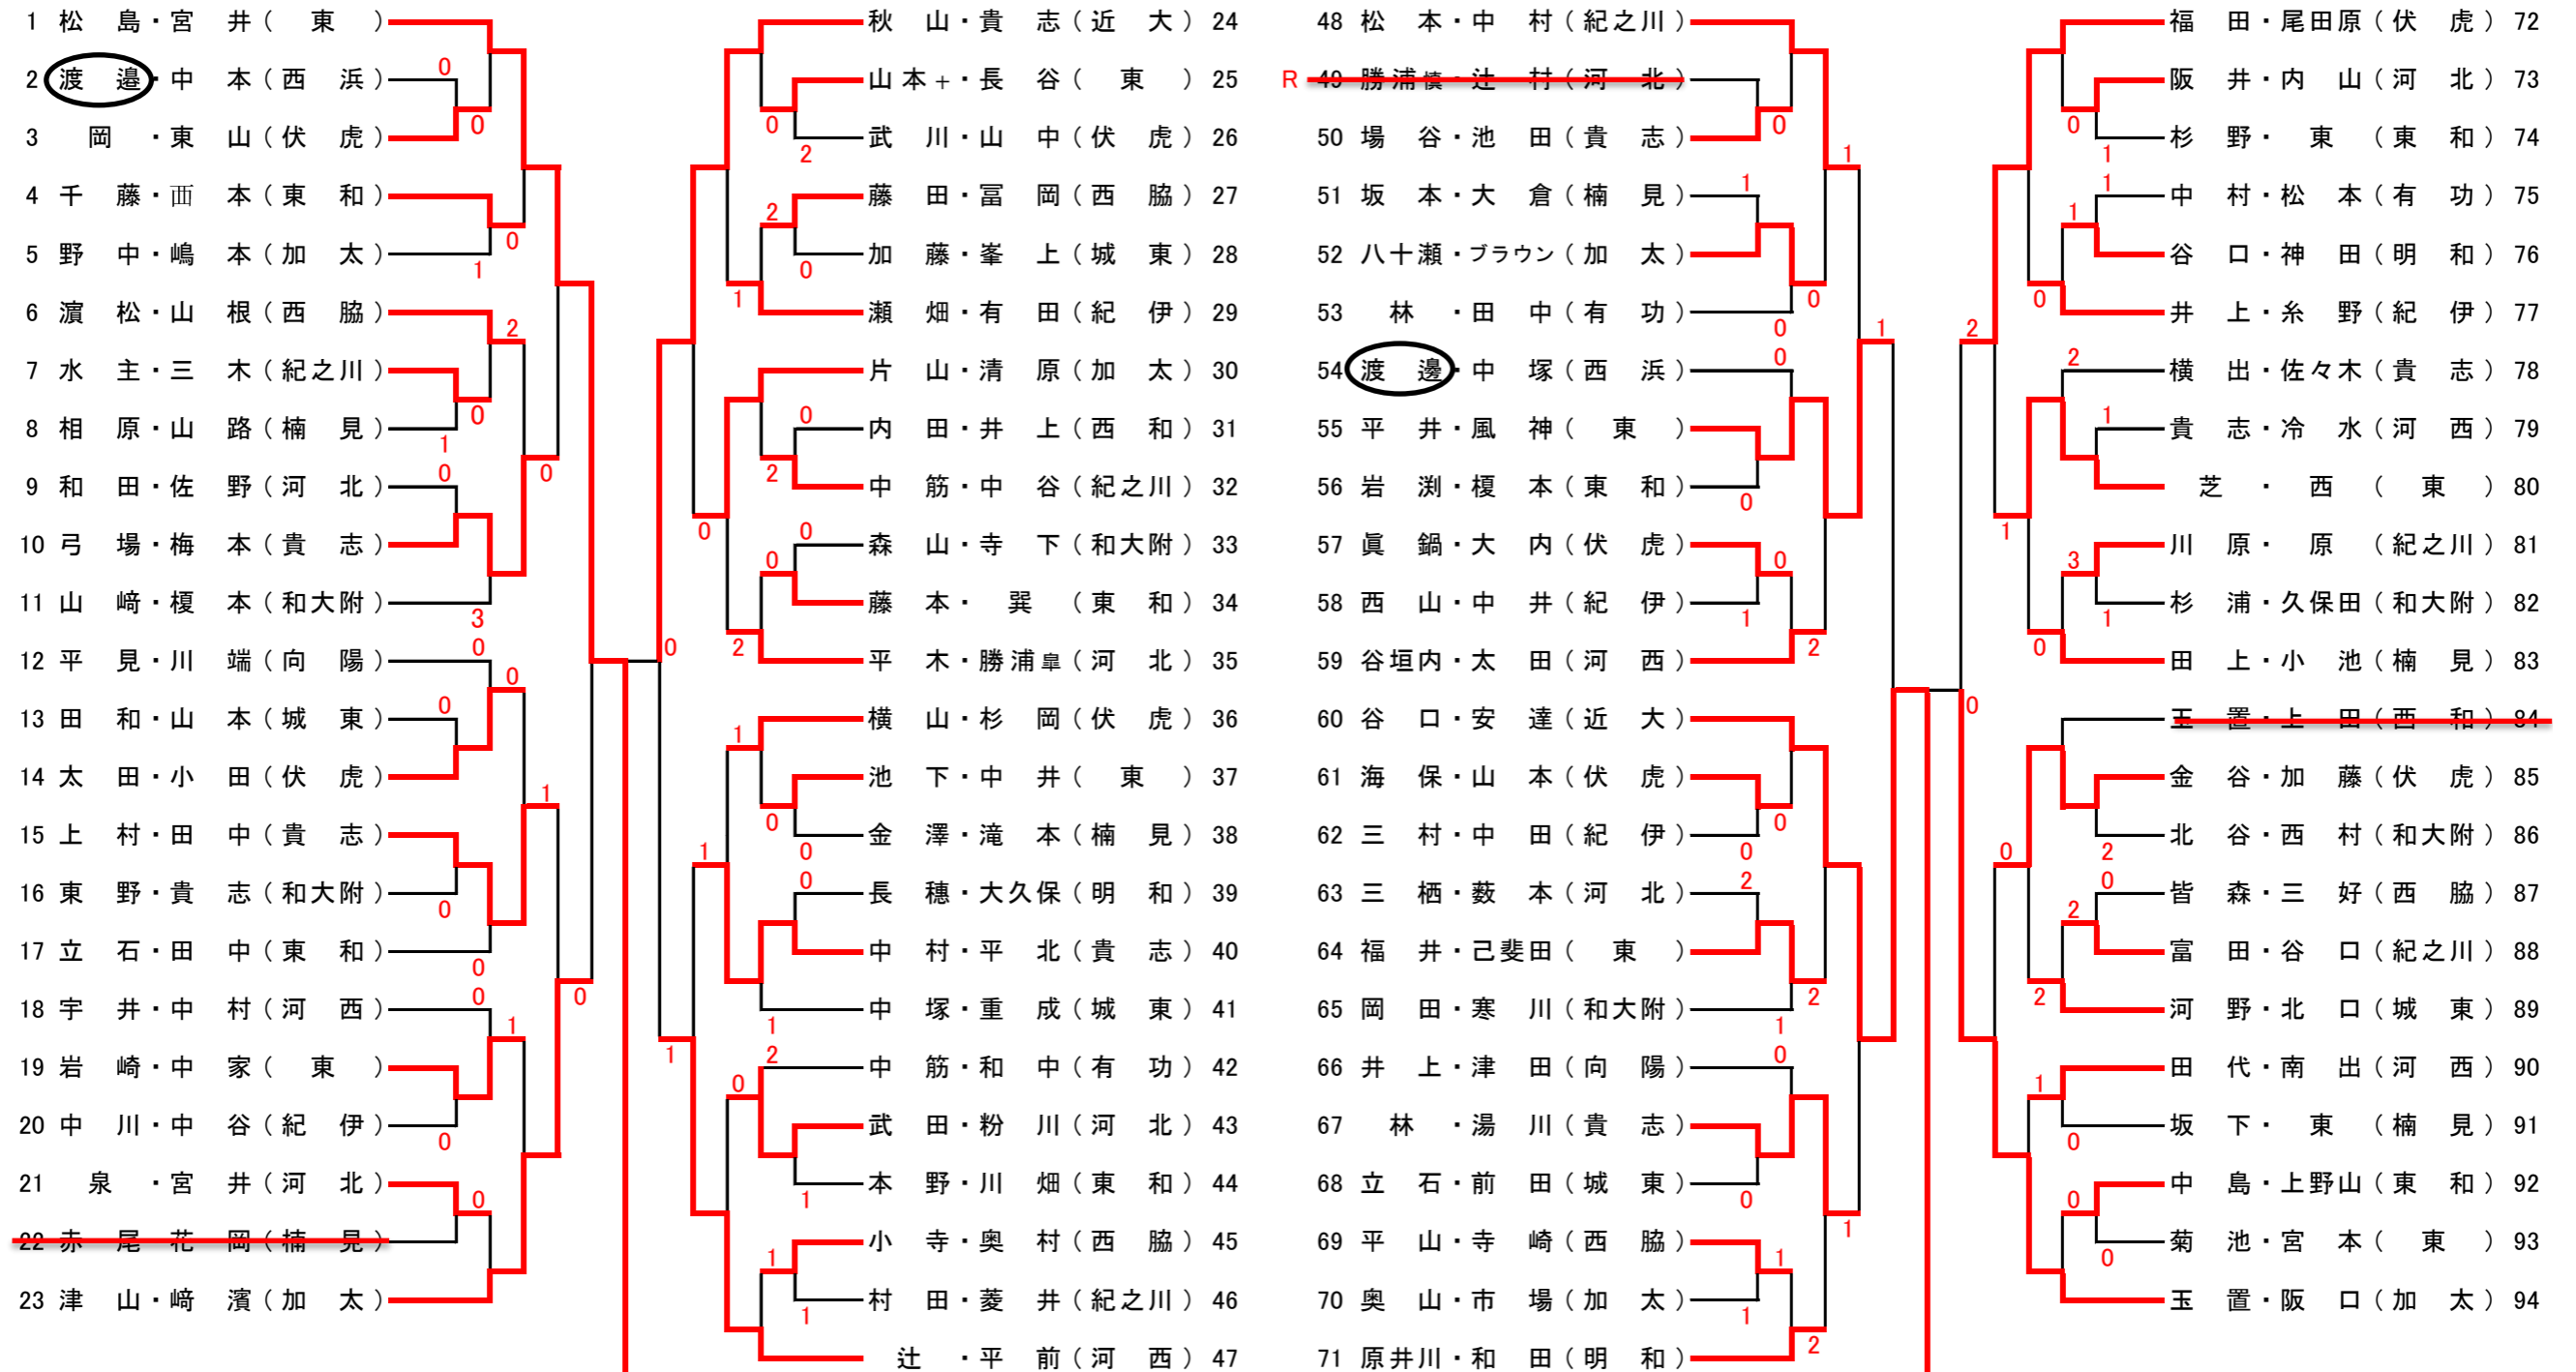 1 松島・宮井（東）
2 渡邉・中本（西浜）
3 岡・東山（伏虎）
4 千藤・西本（東和）
5 野中・嶋本（加太）
6 濵松・山根（西脇）
7 水主・三木（紀之川）
8 相原・山路（楠見）
9 和田・佐野（河北）
10 弓場・梅本（貴志）
11 山﨑・榎本（和大附）
12 平見・川端（向陽）
13 田和・山本（城東）
14 太田・小田（伏虎）
15 上村・田中（貴志）
16 東野・貴志（和大附）
17 立石・田中（東和）
18 宇井・中村（河西）
19 岩崎・中家（東）
20 中川・中谷（紀伊）
21 泉・宮井（河北）
22 赤尾花岡（楠見）
23 津山・﨑濱（加太）
秋山・貴志（近大）24
山本+・長谷（東）25
武川・山中（伏虎）26
藤田・冨岡（西脇）27
加藤・峯上（城東）28
瀬畑・有田（紀伊）29
片山・清原（加太）30
内田・井上（西和）31
中筋・中谷（紀之川）32
森山・寺下（和大附）33
藤本・巽（東和）34
平木・勝浦皐（河北）35
横山・杉岡（伏虎）36
池下・中井（東）37
金澤・滝本（楠見）38
長穂・大久保（明和）39
中村・平北（貴志）40
中塚・重成（城東）41
中筋・和中（有功）42
武田・粉川（河北）43
本野・川畑（東和）44
小寺・奥村（西脇）45
村田・菱井（紀之川）46
辻・平前（河西）47
48 松本・中村（紀之川）
R 49 勝浦慎・辻村（河北）
50 場谷・池田（貴志）
51 坂本・大倉（楠見）
52 八十瀬・ブラウン（加太）
53 林・田中（有功）
54 渡邉・中塚（西浜）
55 平井・風神（東）
56 岩渕・榎本（東和）
57 眞鍋・大内（伏虎）
58 西山・中井（紀伊）
59 谷垣内・太田（河西）
60 谷口・安達（近大）
61 海保・山本（伏虎）
62 三村・中田（紀伊）
63 三栖・薮本（河北）
64 福井・己斐田（東）
65 岡田・寒川（和大附）
66 井上・津田（向陽）
67 林・湯川（貴志）
68 立石・前田（城東）
69 平山・寺崎（西脇）
70 奥山・市場（加太）
71 原井川・和田（明和）
福田・尾田原（伏虎）72
阪井・内山（河北）73
杉野・東（東和）74
中村・松本（有功）75
谷口・神田（明和）76
井上・糸野（紀伊）77
横出・佐々木（貴志）78
貴志・冷水（河西）79
芝・西（東）80
川原・原（紀之川）81
杉浦・久保田（和大附）82
田上・小池（楠見）83
玉置・上田（西和）84
金谷・加藤（伏虎）85
北谷・西村（和大附）86
皆森・三好（西脇）87
富田・谷口（紀之川）88
河野・北口（城東）89
田代・南出（河西）90
坂下・東（楠見）91
中島・上野山（東和）92
菊池・宮本（東）93
玉置・阪口（加太）94